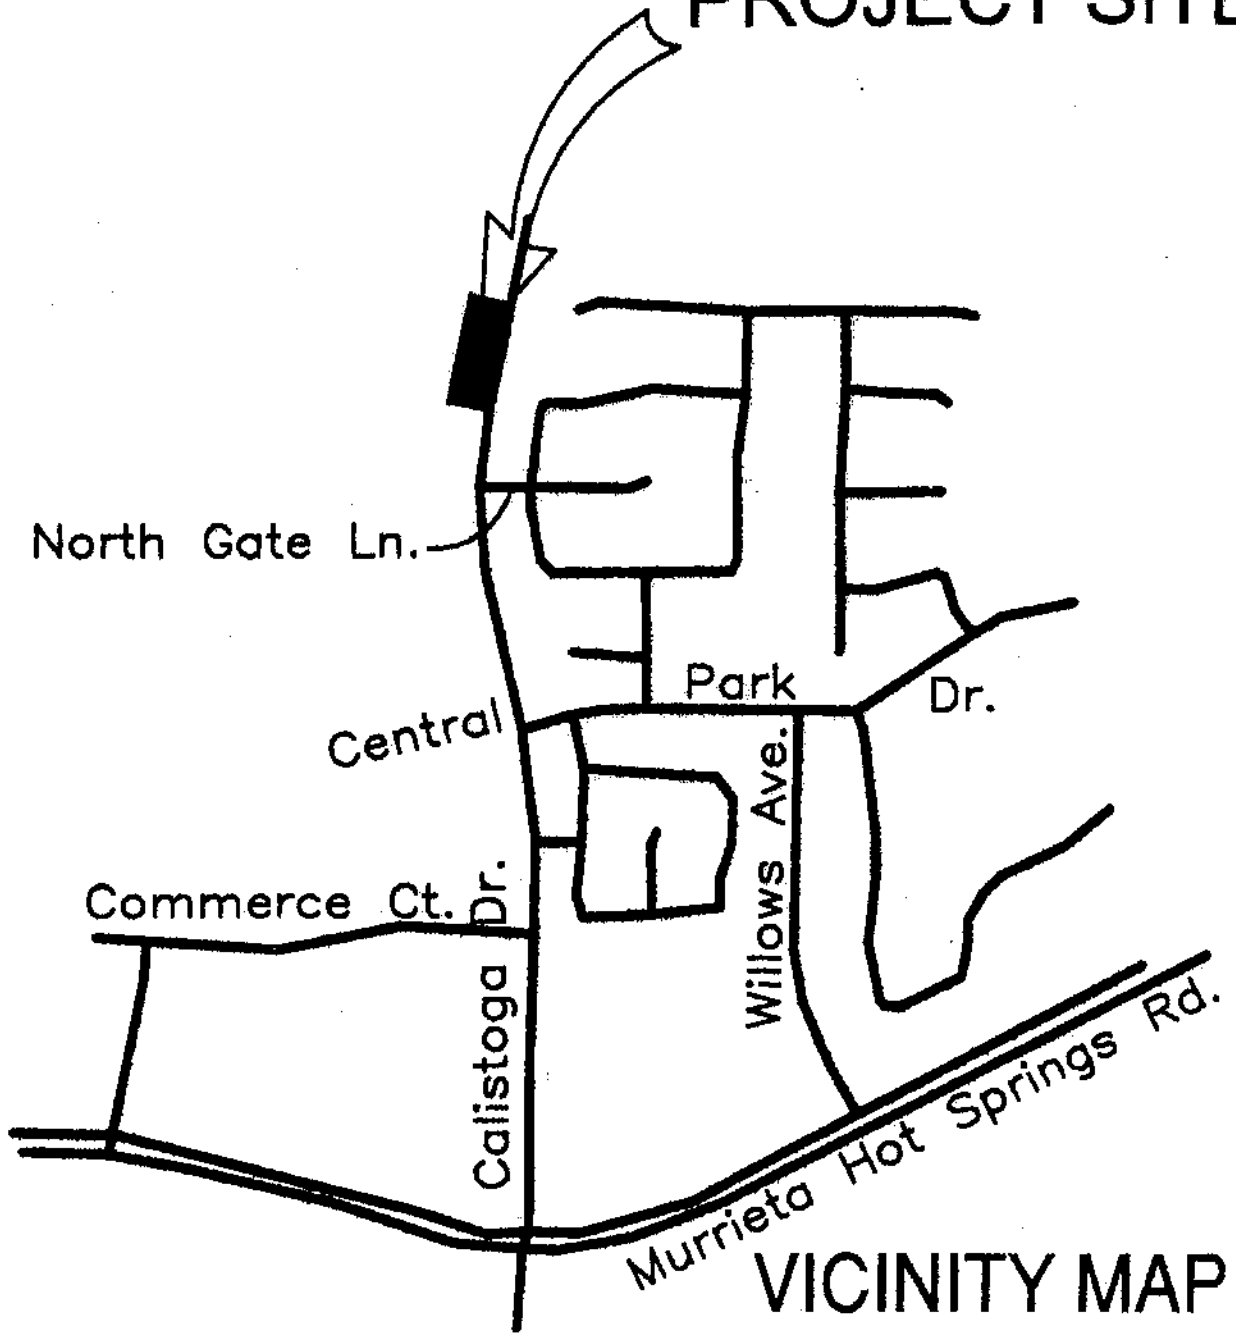 PROJECT SITE
North Gate Ln.
Central Park Dr.
Willows Ave.
Commerce Ct.
Calistoga Dr.
Murrieta Hot Springs Rd.
VICINITY MAP